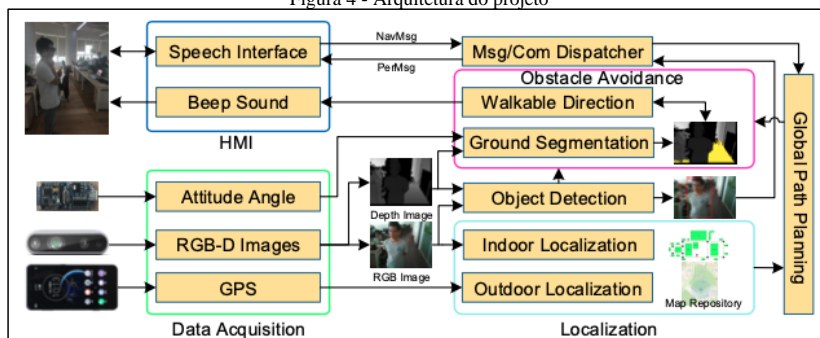 Figura 4 - Arquitetura do projeto
Speech Interface
NavMsg
PerMsg
Msg/Com Dispatcher
Obstacle Avoidance
Beep Sound
Walkable Direction
HMI
Ground Segmentation
Attitude Angle
Depth Image
Object Detection
RGB-D Images
RGB Image
Indoor Localization
GPS
Outdoor Localization
Map Repository
Data Acquisition
Localization
Global Path Planning